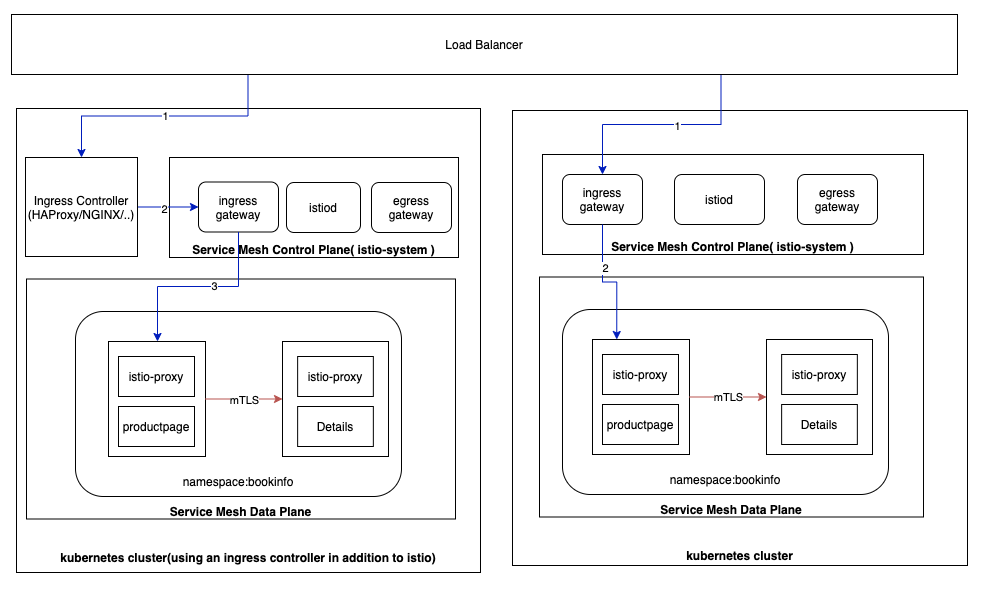 Load Balancer
1
Ingress Controller
(HAProxy/NGINX/..)
2
ingress
gateway
istiod
egress
gateway
Service Mesh Control Plane( istio-system )
3
istio-proxy
productpage
mTLS
istio-proxy
Details
namespace:bookinfo
Service Mesh Data Plane
kubernetes cluster(using an ingress controller in addition to istio)
1
ingress
gateway
istiod
egress
gateway
Service Mesh Control Plane( istio-system )
2
istio-proxy
productpage
mTLS
istio-proxy
Details
namespace:bookinfo
Service Mesh Data Plane
kubernetes cluster